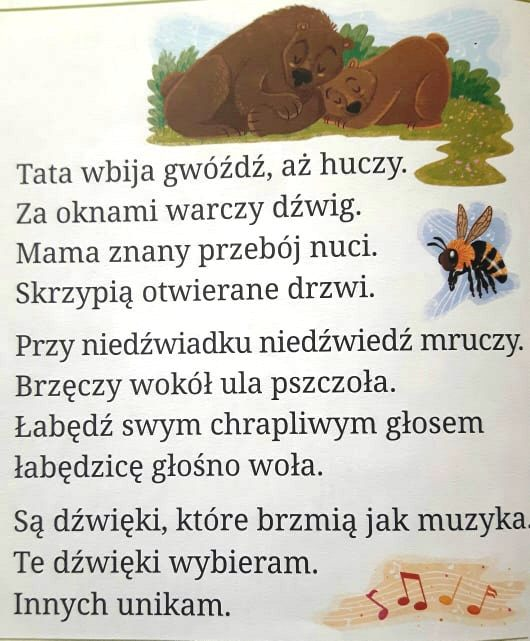 Tata wbija gwóźdź, aż huczy.
Za oknami warczy dźwig.
Mama znany przebój nuci.
Skrzypią otwierane drzwi.
Przy niedźwiadku niedźwiedź mruczy.
Brzęczy wokół ula pszczoła.
Łabędź swym chrapliwym głosem
łabędzicę głośno woła.
Są dźwięki, które brzmią jak muzyka.
Te dźwięki wybieram.
Innych unikam.